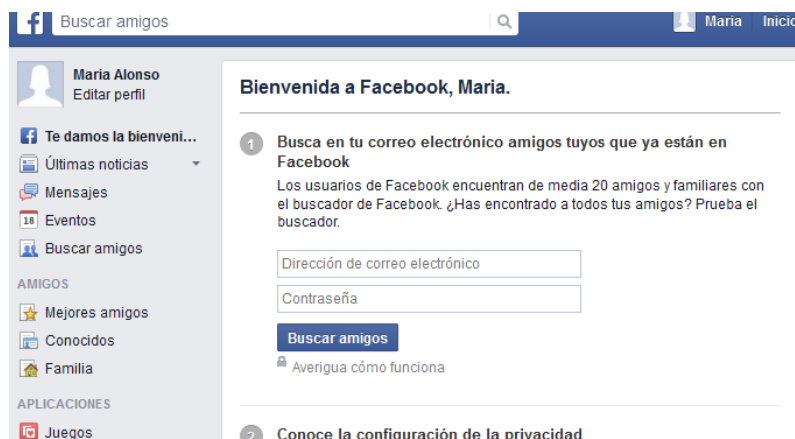 Buscar amigos
Maria Inicio
Maria Alonso
Editar perfil
Te damos la bienveni...
Últimas noticias
Mensajes
18 Eventos
Buscar amigos
AMIGOS
Mejores amigos
Conocidos
Familia
APLICACIONES
Juegos
Bienvenida a Facebook, Maria.
1 Busca en tu correo electrónico amigos tuyos que ya están en
Facebook
Los usuarios de Facebook encuentran de media 20 amigos y familiares con
el buscador de Facebook. ¿Has encontrado a todos tus amigos? Prueba el
buscador.
Dirección de correo electrónico
Contraseña
Buscar amigos
Averigua cómo funciona
2 Conoce la configuración de la privacidad